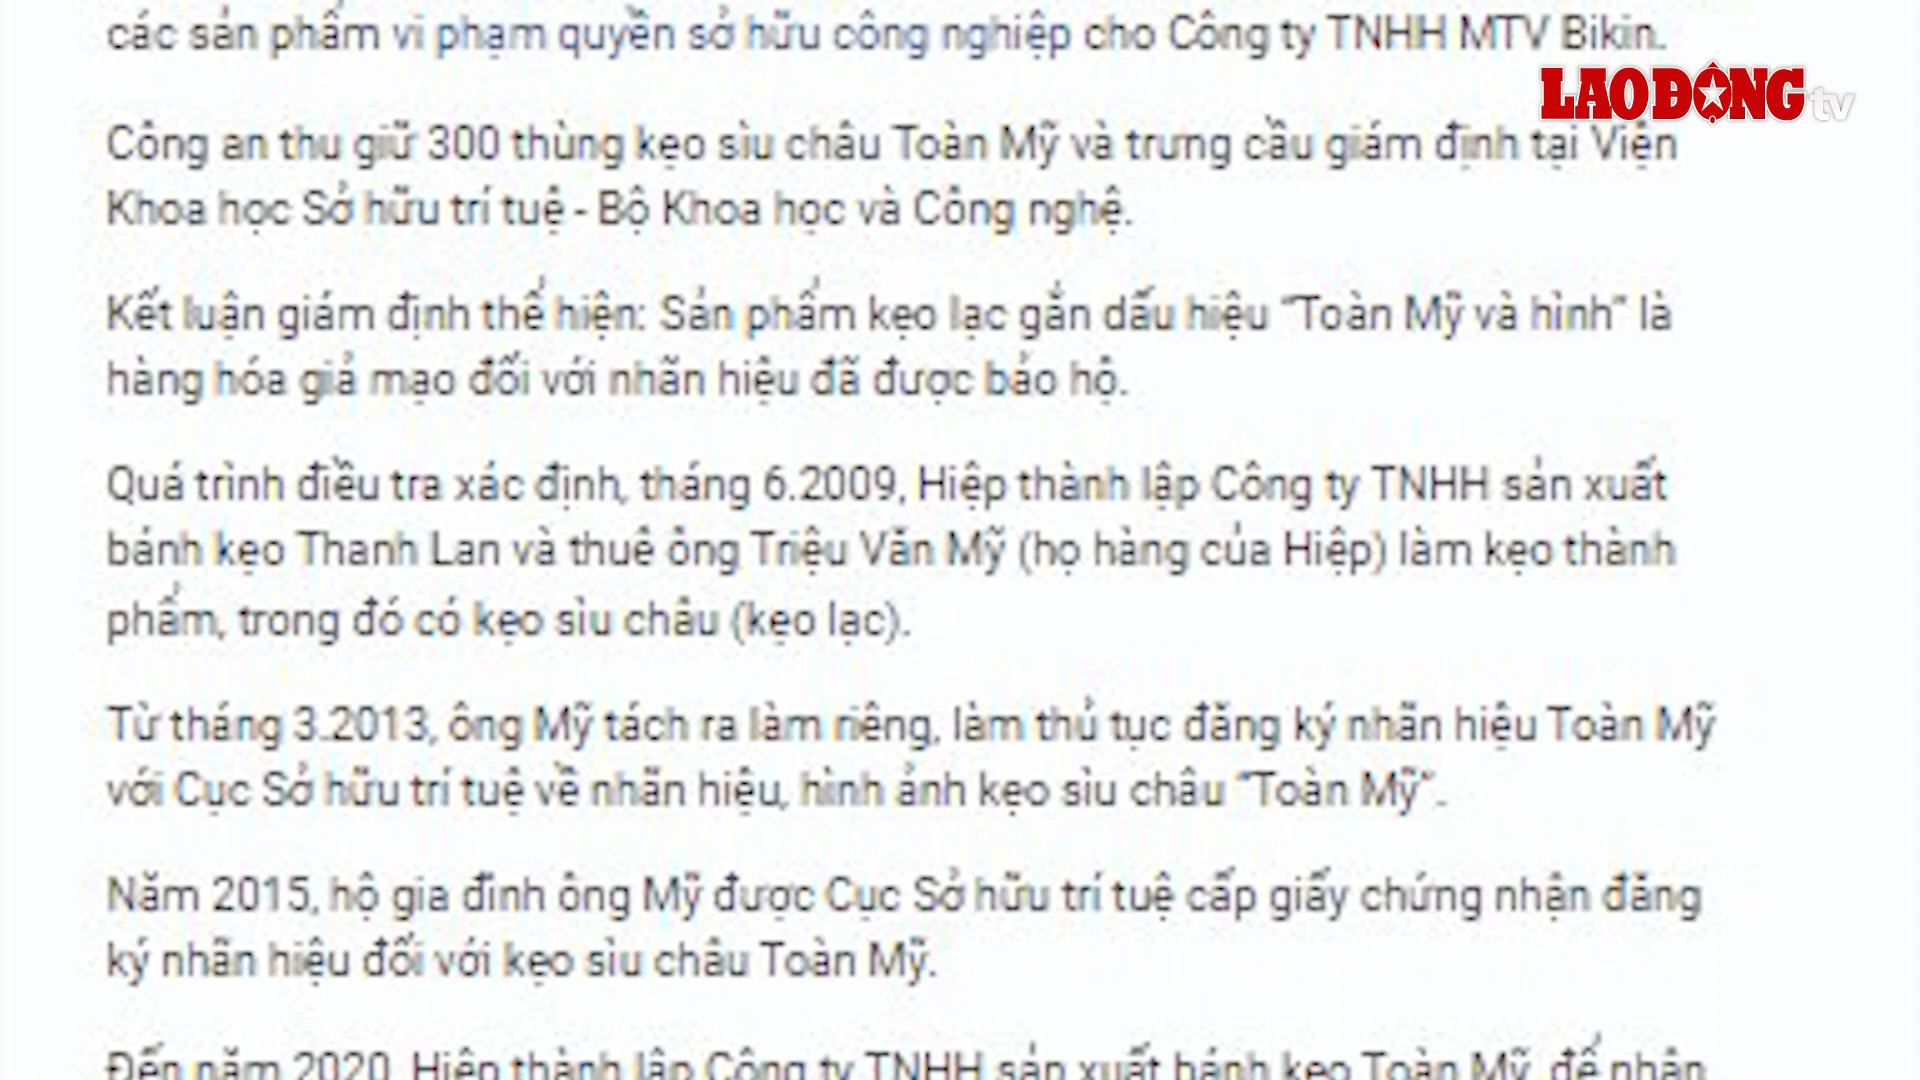 các sản phẩm vi phạm quyền sở hữu công nghiệp cho Công ty TNHH MTV Bikin.
LAO ĐỘNG tv
Công an thu giữ 300 thùng kẹo sìu châu Toàn Mỹ và trưng cầu giám định tại Viện
Khoa học Sở hữu trí tuệ - Bộ Khoa học và Công nghệ.
Kết luận giám định thể hiện: Sản phẩm kẹo lạc gắn dấu hiệu "Toàn Mỹ và hình" là
hàng hóa giả mạo đối với nhãn hiệu đã được bảo hộ.
Quá trình điều tra xác định, tháng 6.2009, Hiệp thành lập Công ty TNHH sản xuất
bánh kẹo Thanh Lan và thuê ông Triệu Văn Mỹ (họ hàng của Hiệp) làm kẹo thành
phẩm, trong đó có kẹo sìu châu (kẹo lạc).
Từ tháng 3.2013, ông Mỹ tách ra làm riêng, làm thủ tục đăng ký nhãn hiệu Toàn Mỹ
với Cục Sở hữu trí tuệ về nhãn hiệu, hình ảnh kẹo sìu châu "Toàn Mỹ".
Năm 2015, hộ gia đình ông Mỹ được Cục Sở hữu trí tuệ cấp giấy chứng nhận đăng
ký nhãn hiệu đối với kẹo sìu châu Toàn Mỹ.
Đến năm 2020, Hiệp thành lập Công ty TNHH sản xuất bánh kẹo Toàn Mỹ, để nhận